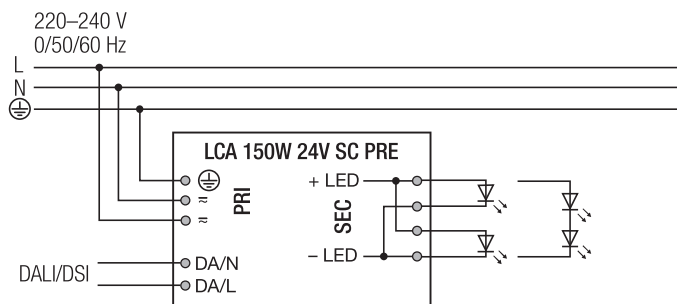 220–240 V
0/50/60 Hz
L
N
LCA 150W 24V SC PRE
PRI
≂
≂
DALI/DSI
DA/N
DA/L
+ LED
SEC
– LED